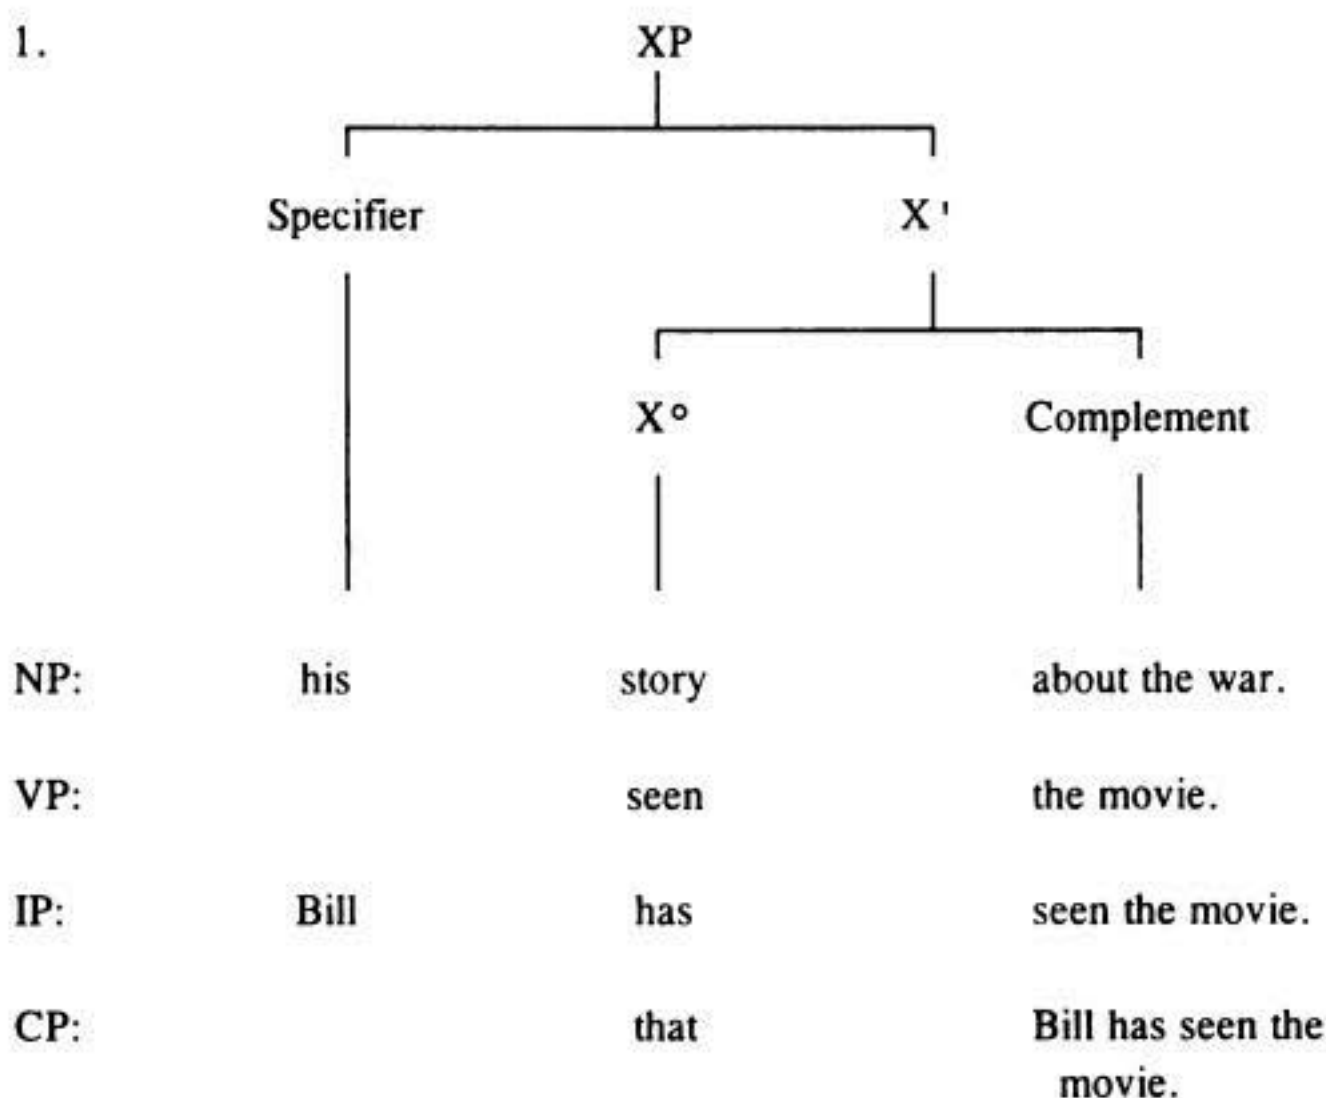 1. XP
Specifier X'
X° Complement
NP: his story about the war.
VP: seen the movie.
IP: Bill has seen the movie.
CP: that Bill has seen the
movie.